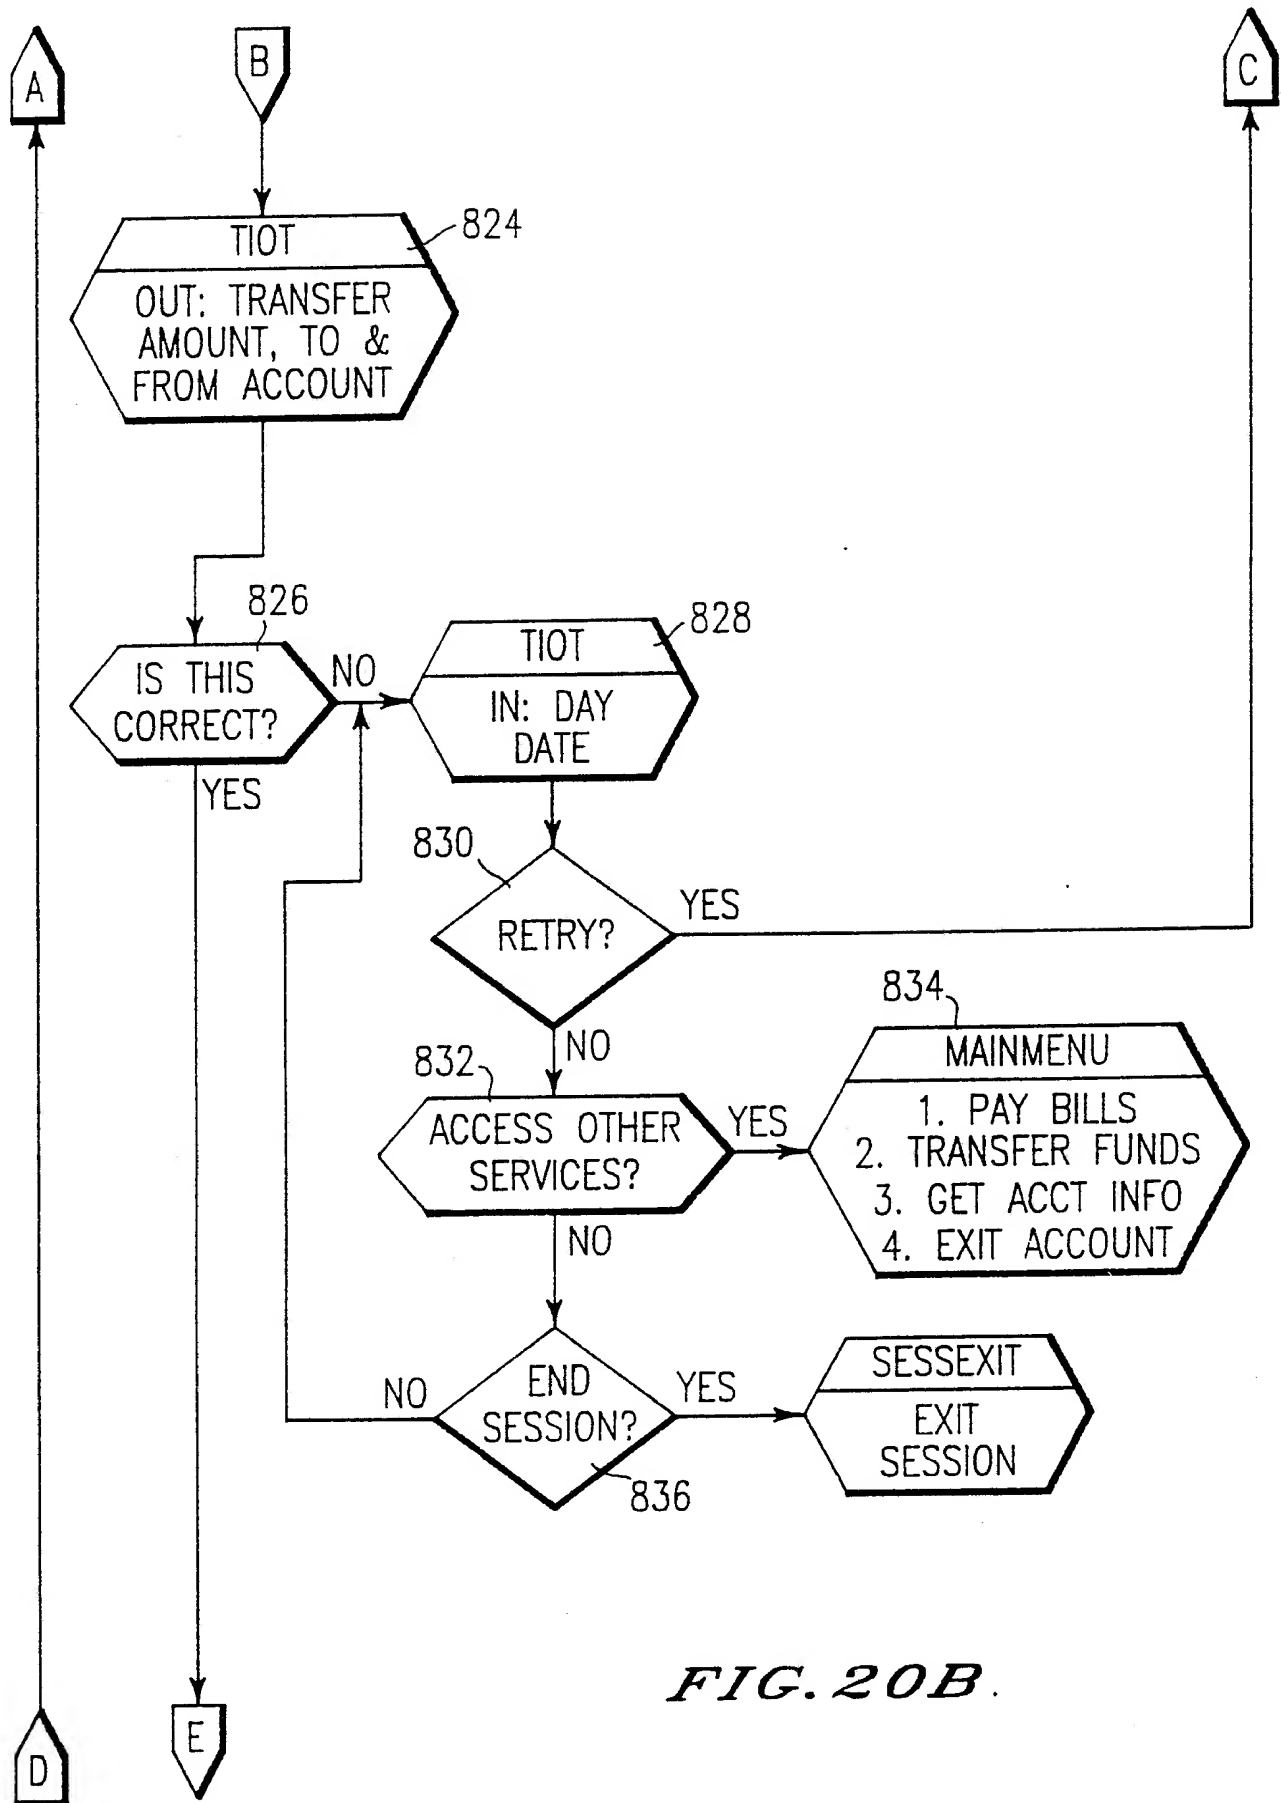 A
B
C
TIOT
824
OUT: TRANSFER
AMOUNT, TO &
FROM ACCOUNT
826
IS THIS
CORRECT?
NO
YES
TIOT
828
IN: DAY
DATE
830
RETRY?
YES
NO
832
ACCESS OTHER
SERVICES?
YES
NO
834
MAINMENU
1. PAY BILLS
2. TRANSFER FUNDS
3. GET ACCT INFO
4. EXIT ACCOUNT
END
SESSION?
836
NO
YES
SESSEXIT
EXIT
SESSION
D
E
FIG. 20B.